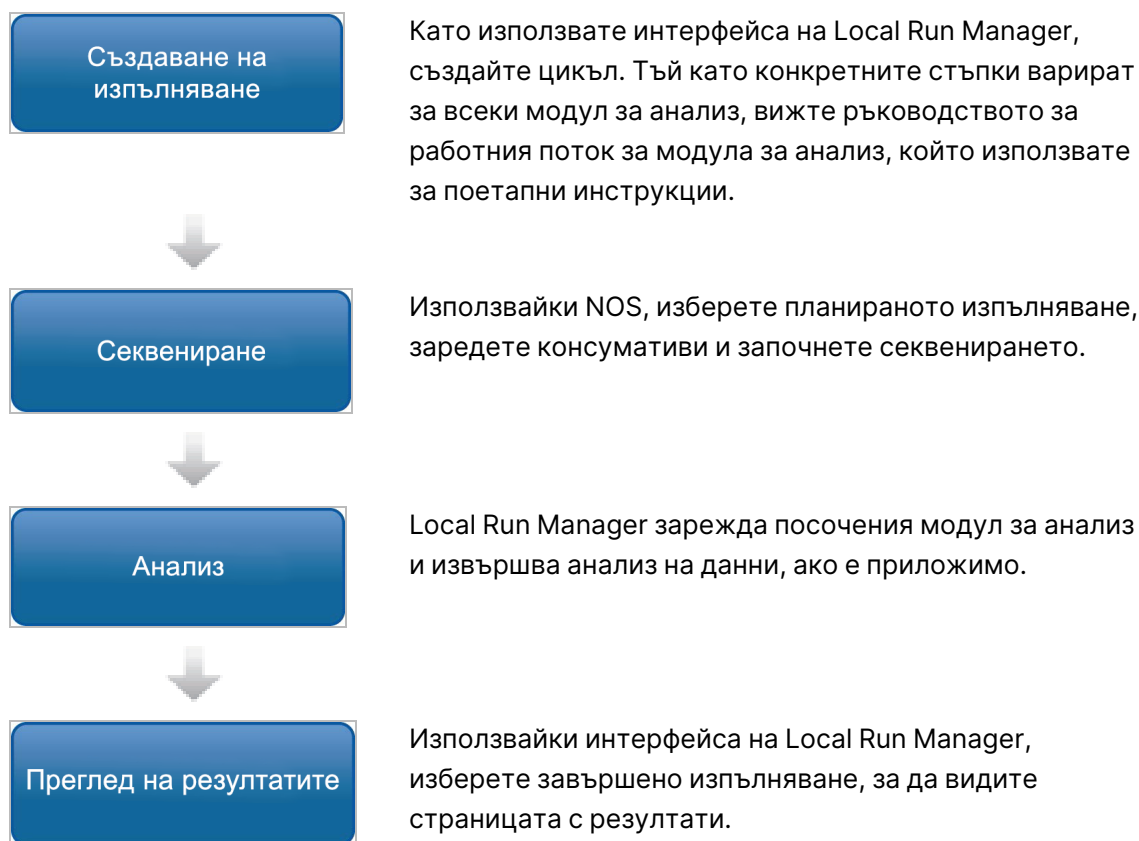 Създаване на
изпълняване
Като използвате интерфейса на Local Run Manager,
създайте цикъл. Тъй като конкретните стъпки варират
за всеки модул за анализ, вижте ръководството за
работния поток за модула за анализ, който използвате
за поетапни инструкции.
Секвениране
Използвайки NOS, изберете планираното изпълняване,
заредете консумативи и започнете секвенирането.
Анализ
Local Run Manager зарежда посочения модул за анализ
и извършва анализ на данни, ако е приложимо.
Преглед на резултатите
Използвайки интерфейса на Local Run Manager,
изберете завършено изпълняване, за да видите
страницата с резултати.